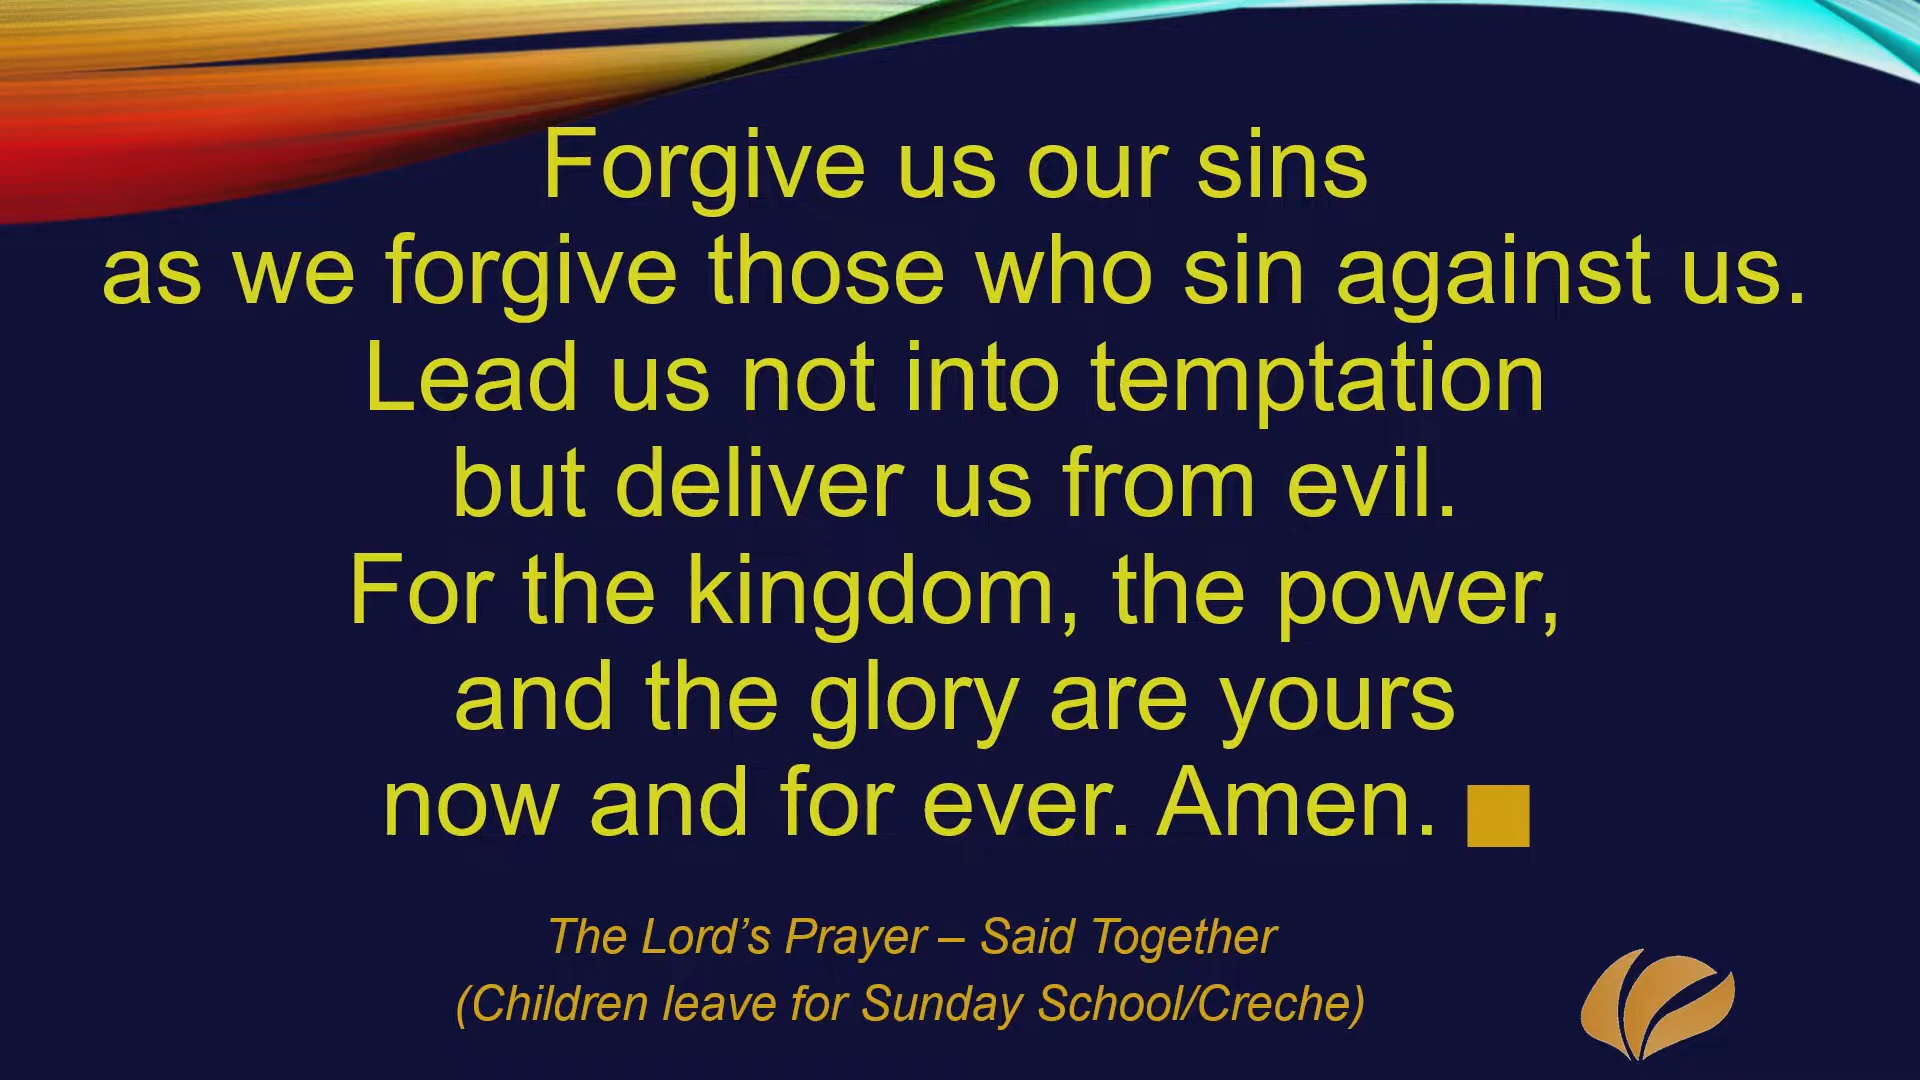 Forgive us our sins
as we forgive those who sin against us.
Lead us not into temptation
but deliver us from evil.
For the kingdom, the power,
and the glory are yours
now and for ever. Amen.
The Lord’s Prayer – Said Together
(Children leave for Sunday School/Creche)